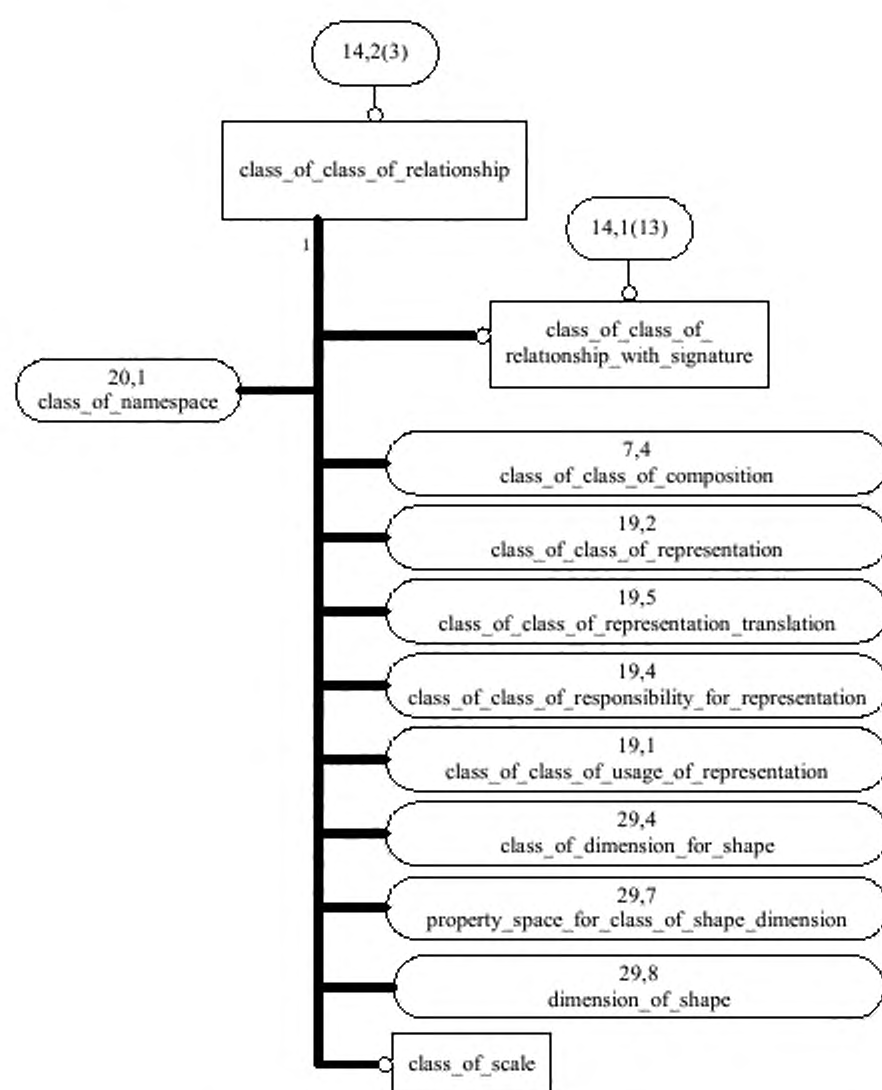 14,2(3)
class_of_class_of_relationship
14,1(13)
1
class_of_class_of_
relationship_with_signature
20,1
class_of_namespace
7,4
class_of_class_of_composition
19,2
class_of_class_of_representation
19,5
class_of_class_of_representation_translation
19,4
class_of_class_of_responsibility_for_representation
19,1
class_of_class_of_usage_of_representation
29,4
class_of_dimension_for_shape
29,7
property_space_for_class_of_shape_dimension
29,8
dimension_of_shape
class_of_scale